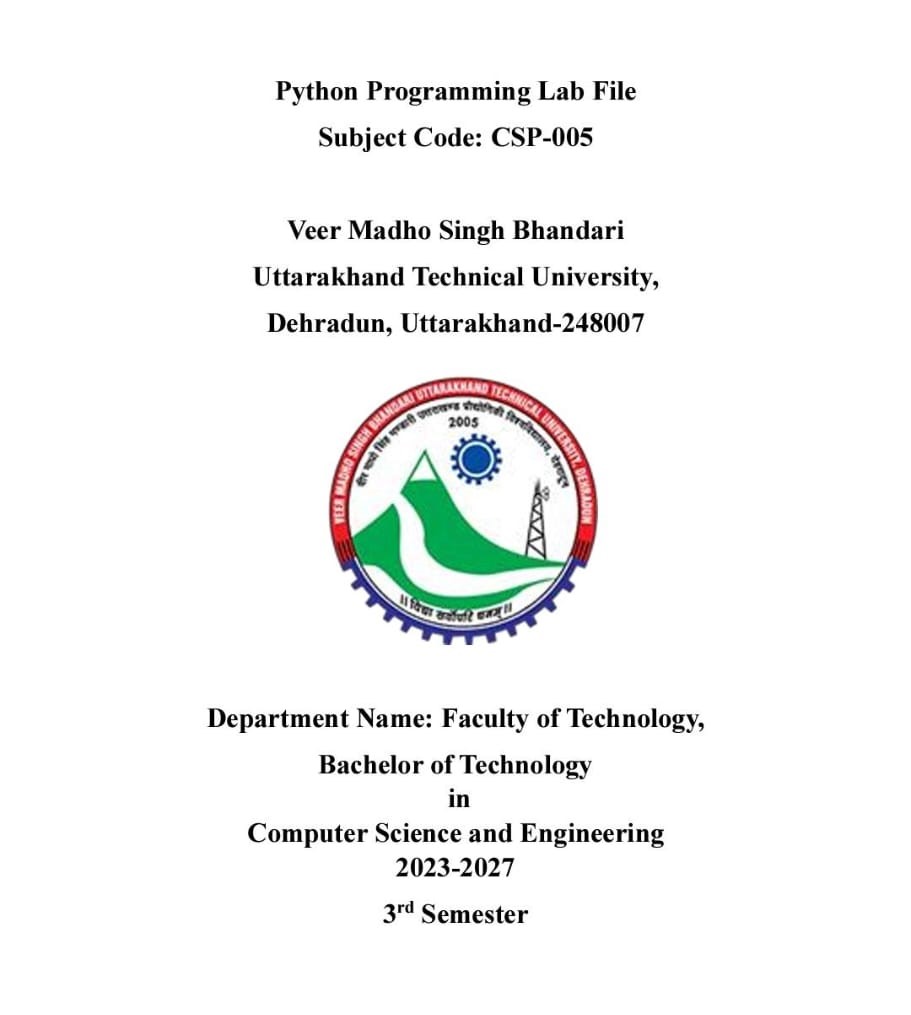 Python Programming Lab File
Subject Code: CSP-005
Veer Madho Singh Bhandari
Uttarakhand Technical University,
Dehradun, Uttarakhand-248007
VEER MADHO SINGH BHANDARI UTTARAKHAND TECHNICAL UNIVERSITY, DEHRADUN
वीर माधो सिंह भण्डारी उत्तराखण्ड प्रौद्योगिकी विश्वविद्यालय, देहरादून
2005
|| विद्या सर्वोपरि धनम् ||
Department Name: Faculty of Technology,
Bachelor of Technology
in
Computer Science and Engineering
2023-2027
3rd Semester